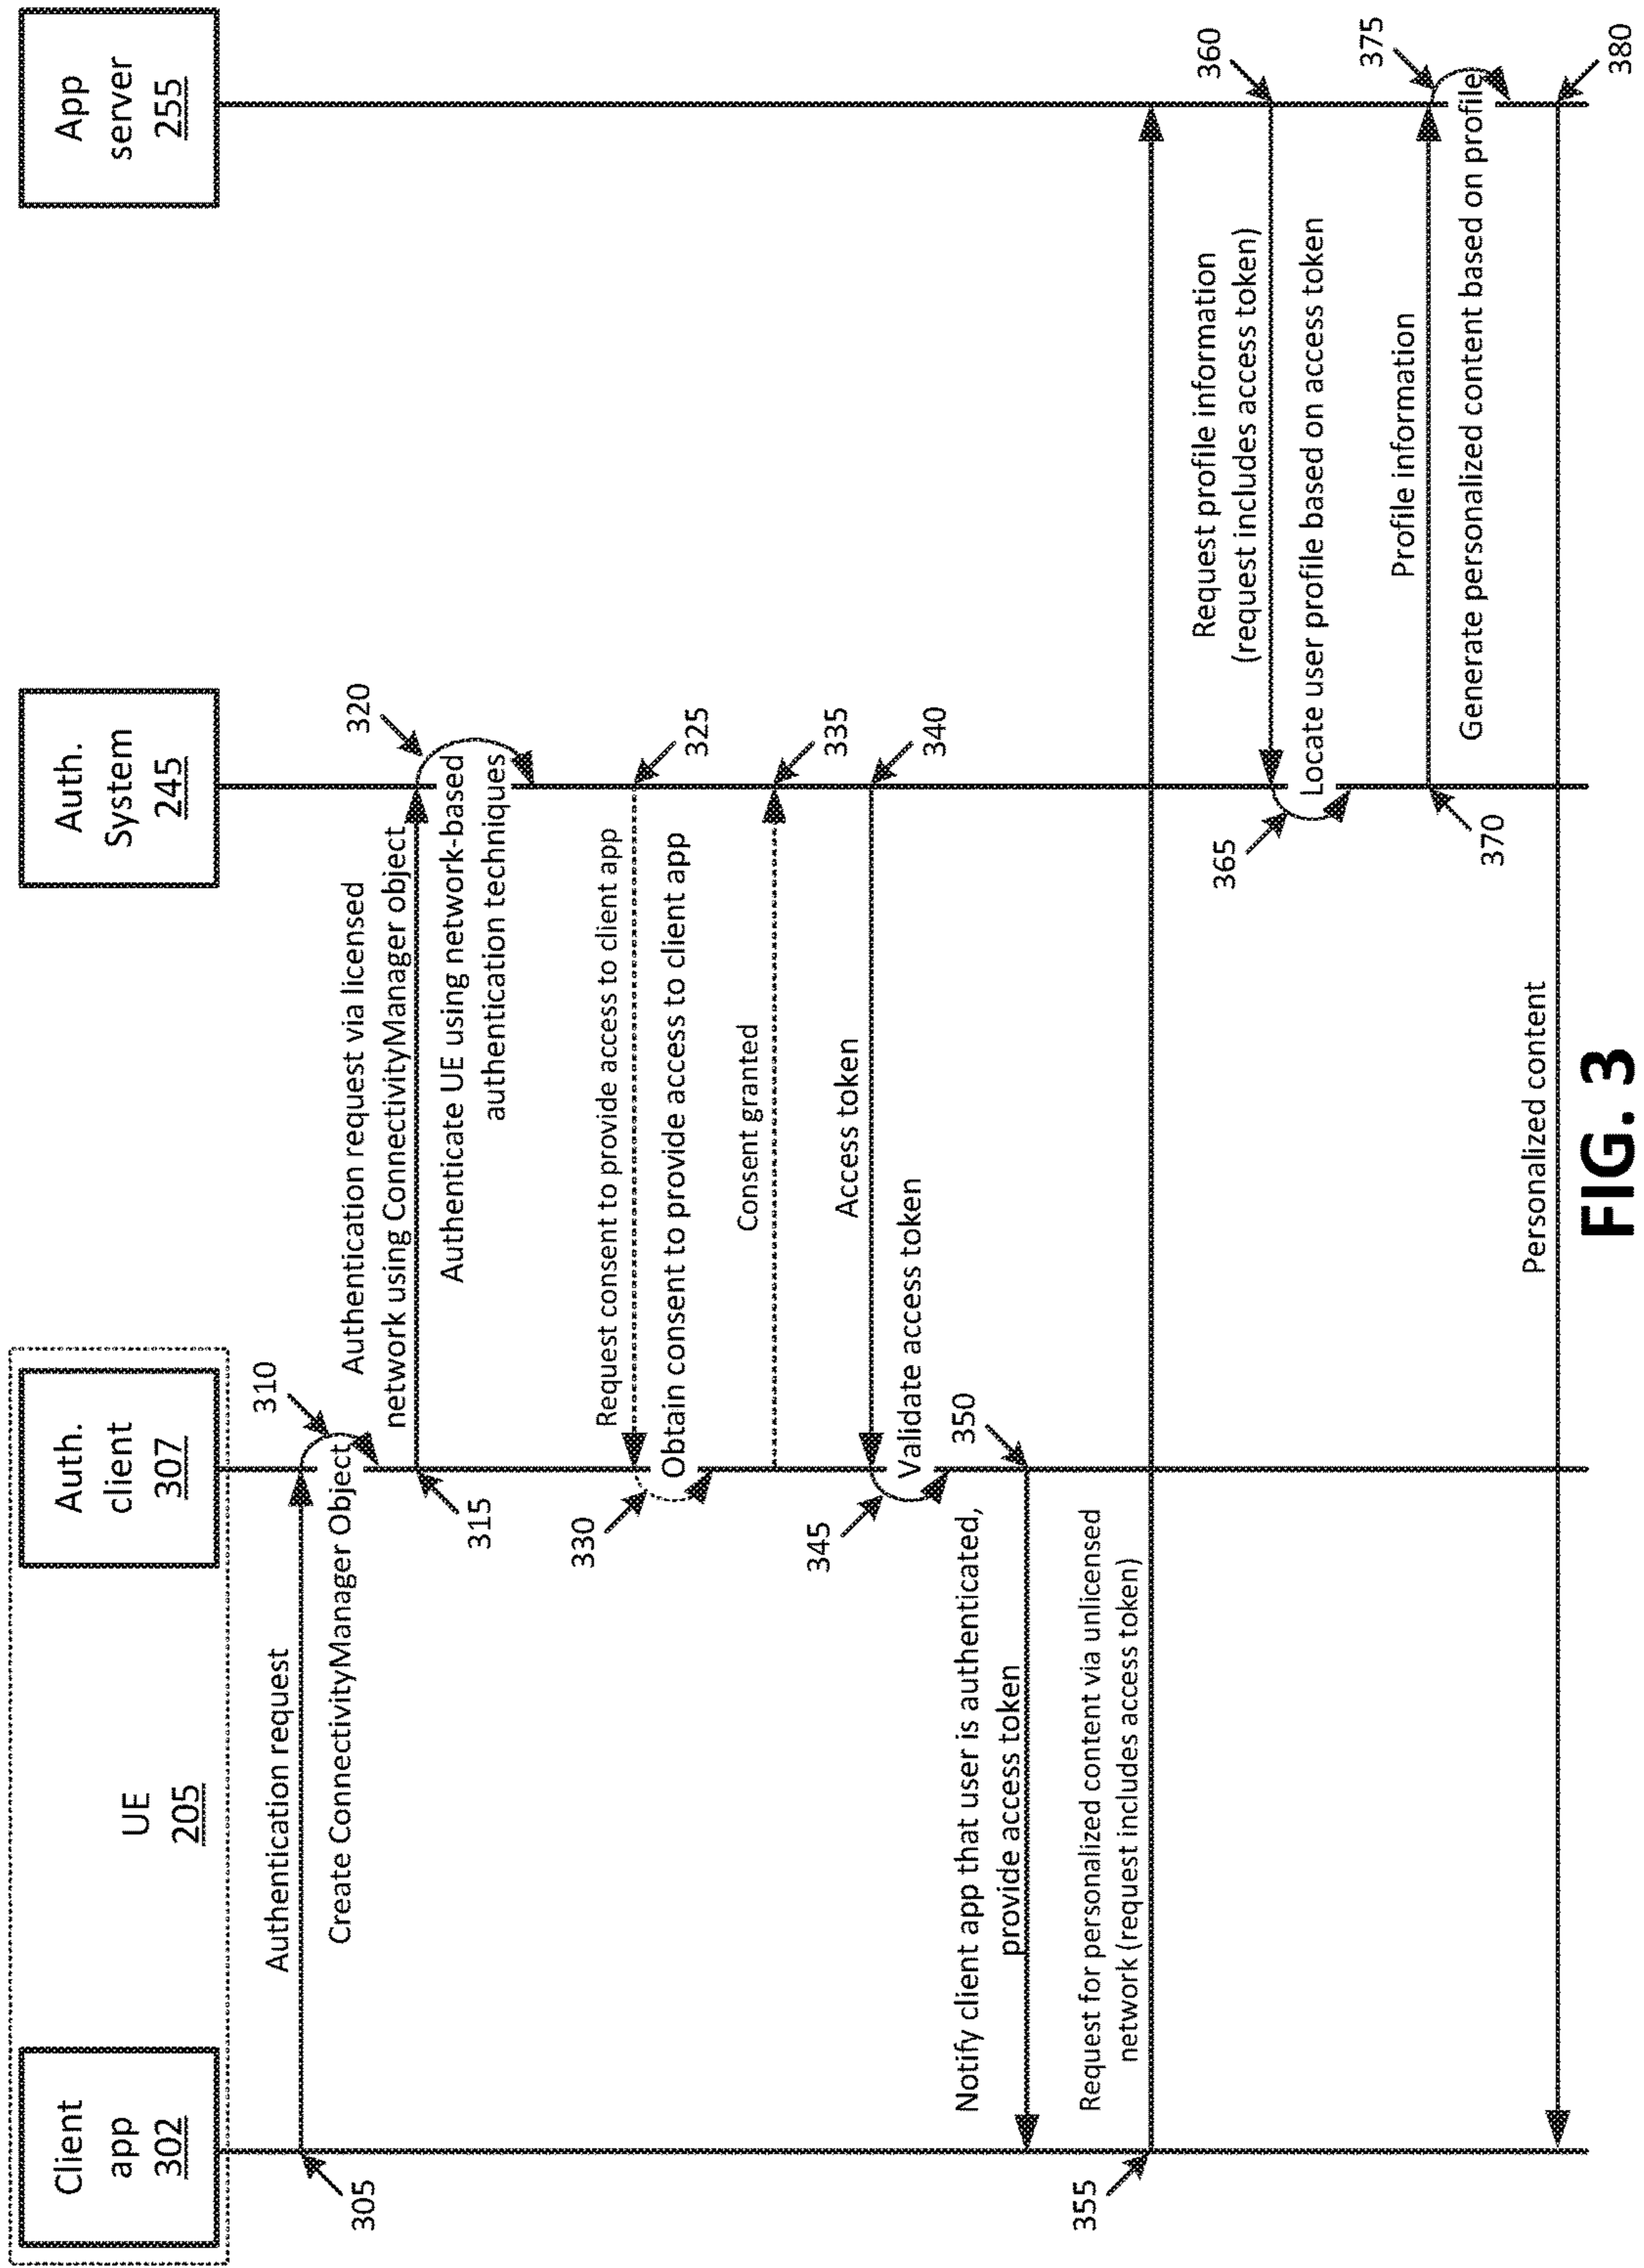 Client
app
302
UE
205
Auth.
client
307
Auth.
System
245
App
server
255
305
Authentication request
310
Create ConnectivityManager Object
315
Authentication request via licensed
network using ConnectivityManager object
320
Authenticate UE using network-based
authentication techniques
325
Request consent to provide access to client app
330
Obtain consent to provide access to client app
335
Consent granted
340
Access token
345
Validate access token
350
Notify client app that user is authenticated,
provide access token
355
Request for personalized content via unlicensed
network (request includes access token)
360
Request profile information
(request includes access token)
365
Locate user profile based on access token
370
Profile information
375
Generate personalized content based on profile
380
Personalized content
FIG. 3